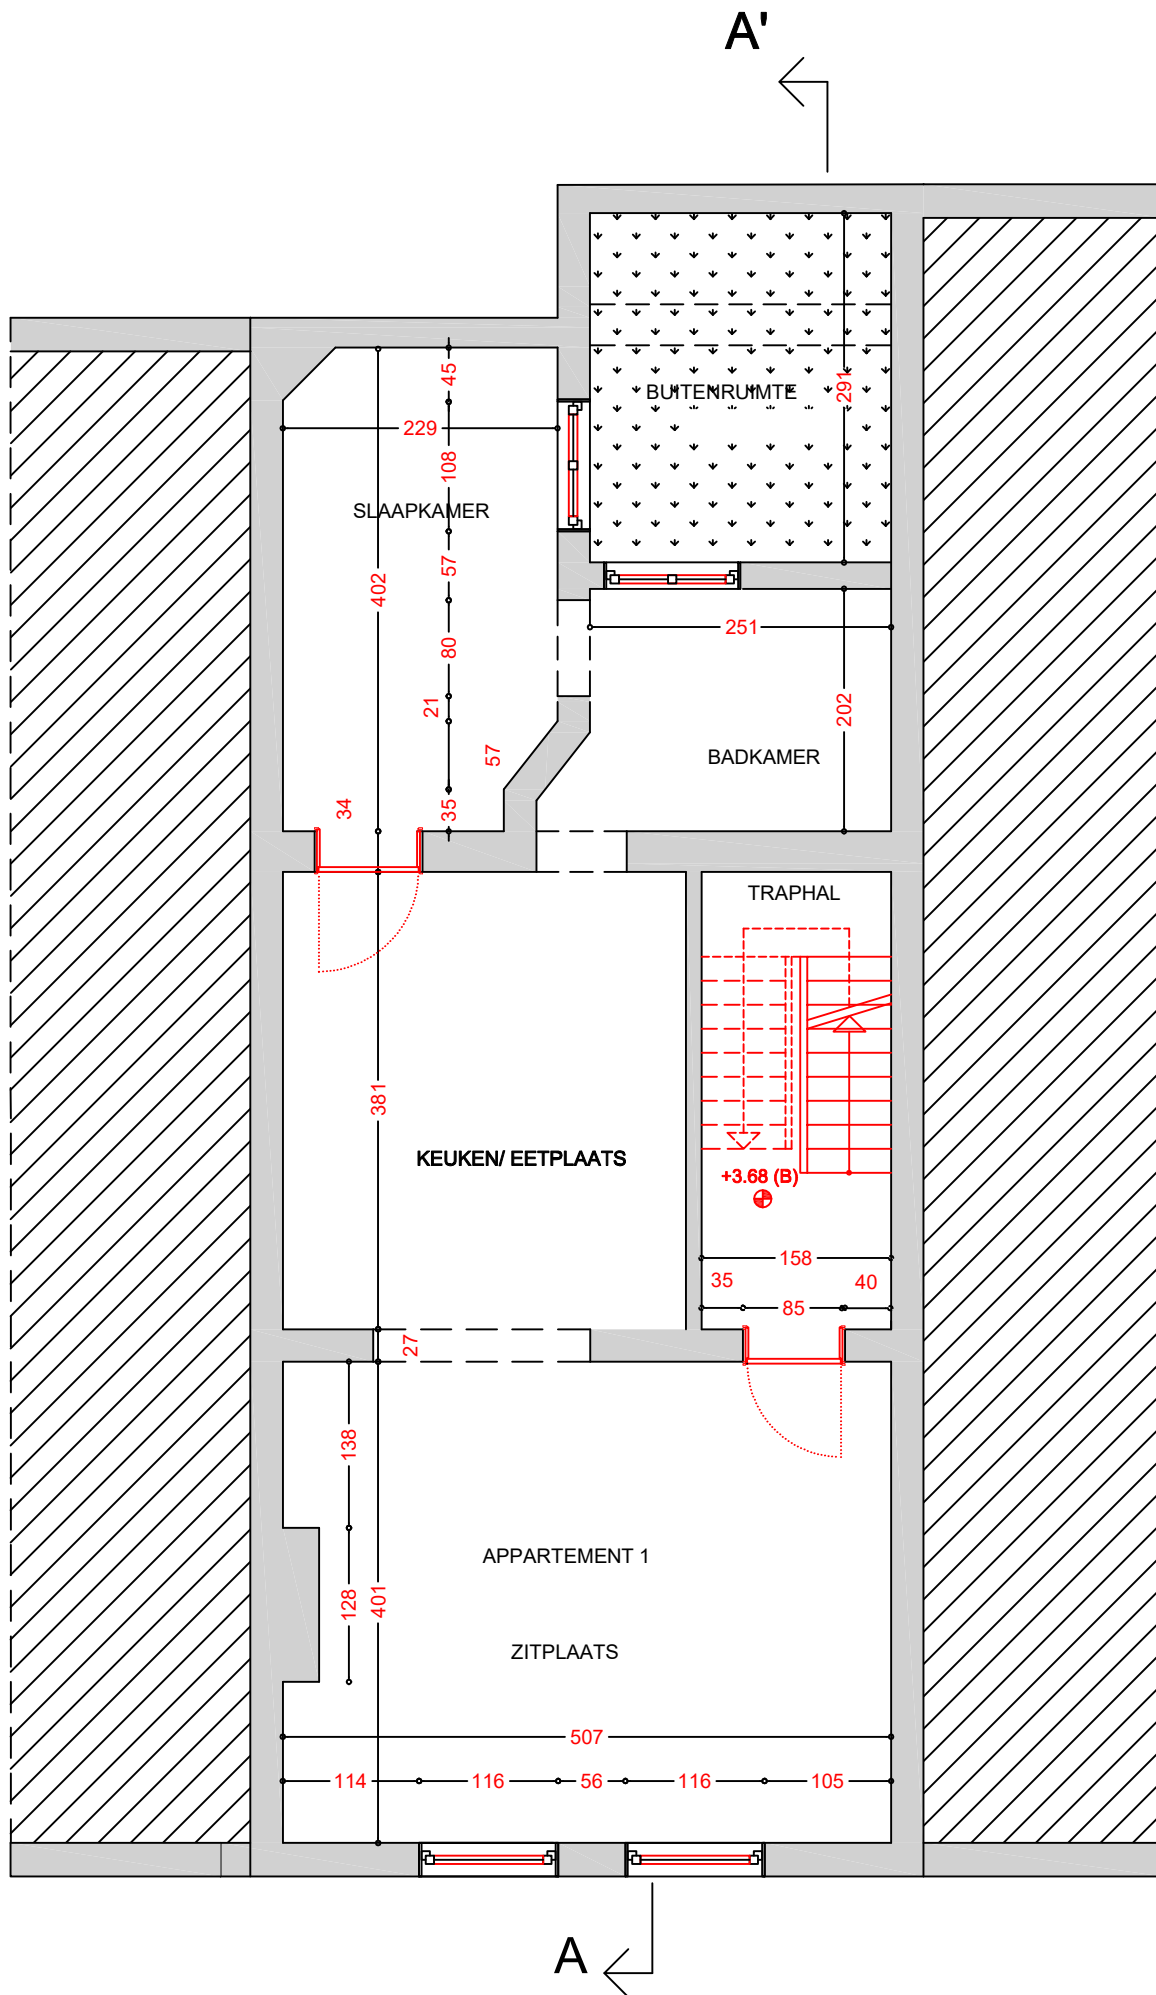 A'
45
BUITENRUIMTE
291
229
108
SLAAPKAMER
57
402
251
80
202
21
57
BADKAMER
34
35
TRAPHAL
381
KEUKEN/ EETPLAATS
+3.68 (B)
158
35
40
85
27
138
APPARTEMENT 1
128
401
ZITPLAATS
507
114
116
56
116
105
A